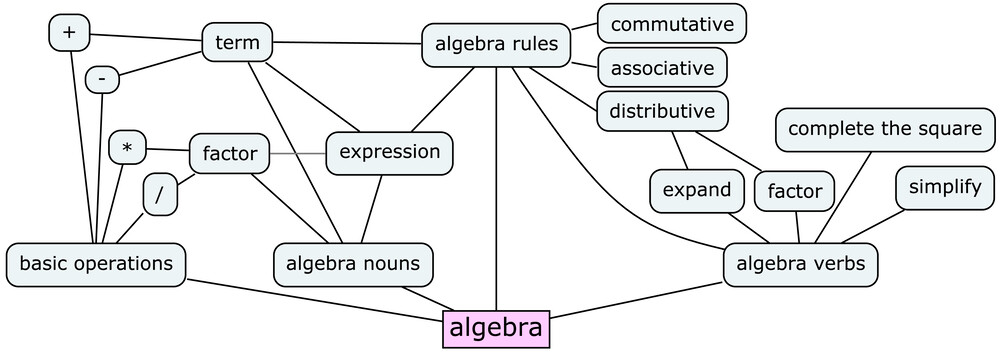 +
term
algebra rules
commutative
-
associative
distributive
*
factor
expression
complete the square
/
expand
factor
simplify
basic operations
algebra nouns
algebra verbs
algebra